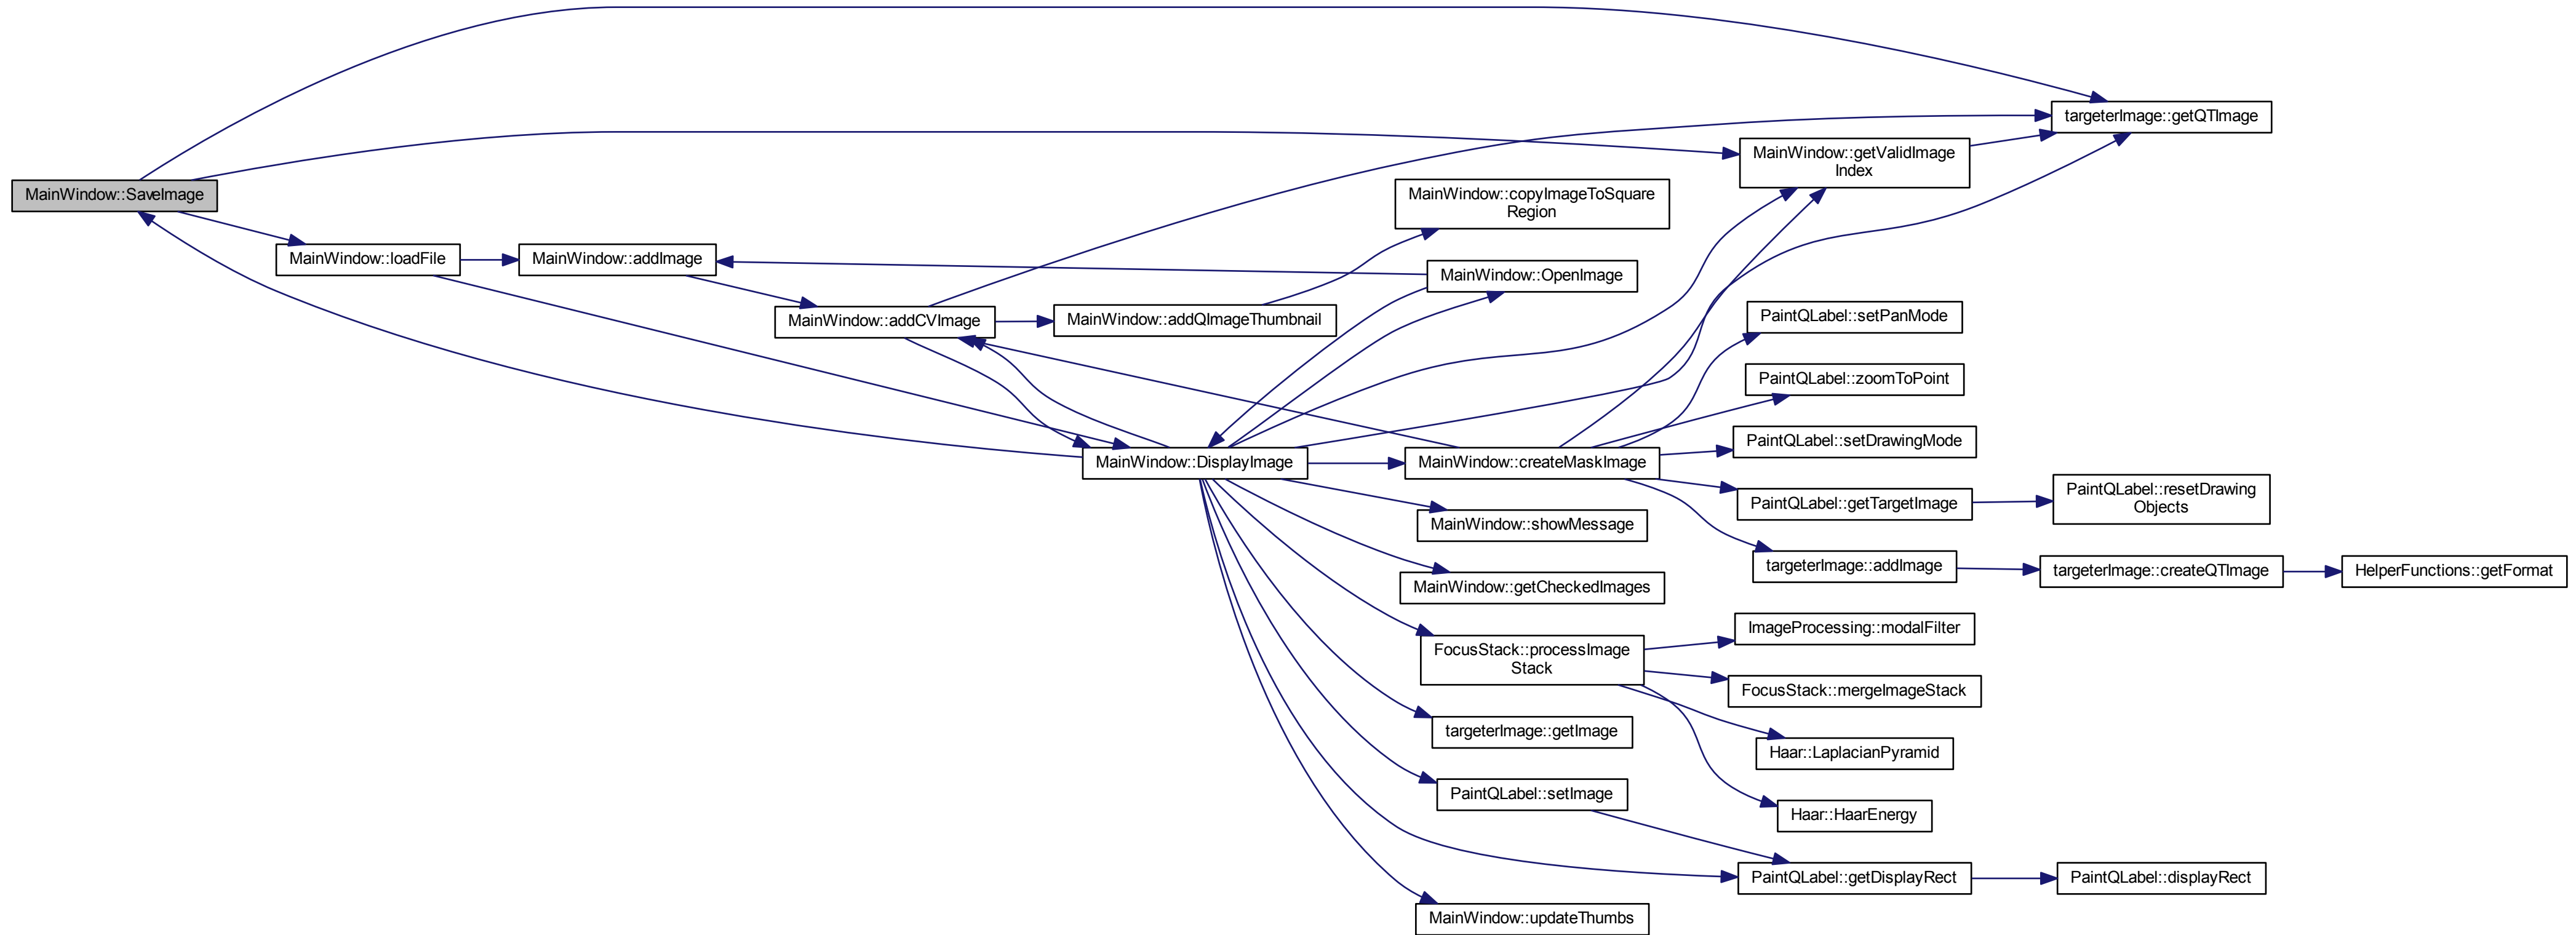 targeterImage::getQTImage
MainWindow::getValidImage
Index
MainWindow::SaveImage
MainWindow::copyImageToSquare
Region
MainWindow::loadFile
MainWindow::addImage
MainWindow::OpenImage
MainWindow::addCVImage
MainWindow::addQImageThumbnail
PaintQLabel::setPanMode
PaintQLabel::zoomToPoint
PaintQLabel::setDrawingMode
MainWindow::DisplayImage
MainWindow::createMaskImage
PaintQLabel::getTargetImage
PaintQLabel::resetDrawing
Objects
MainWindow::showMessage
targeterImage::addImage
targeterImage::createQTImage
HelperFunctions::getFormat
MainWindow::getCheckedImages
ImageProcessing::modalFilter
FocusStack::processImage
Stack
FocusStack::mergeImageStack
targeterImage::getImage
Haar::LaplacianPyramid
PaintQLabel::setImage
Haar::HaarEnergy
PaintQLabel::getDisplayRect
PaintQLabel::displayRect
MainWindow::updateThumbs